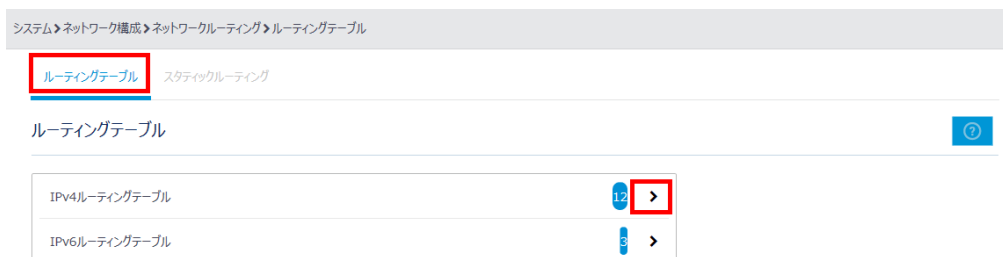 システム>ネットワーク構成>ネットワークルーティング>ルーティングテーブル
ルーティングテーブル スタティックルーティング
ルーティングテーブル ?
IPv4ルーティングテーブル 12 >
IPv6ルーティングテーブル 3 >